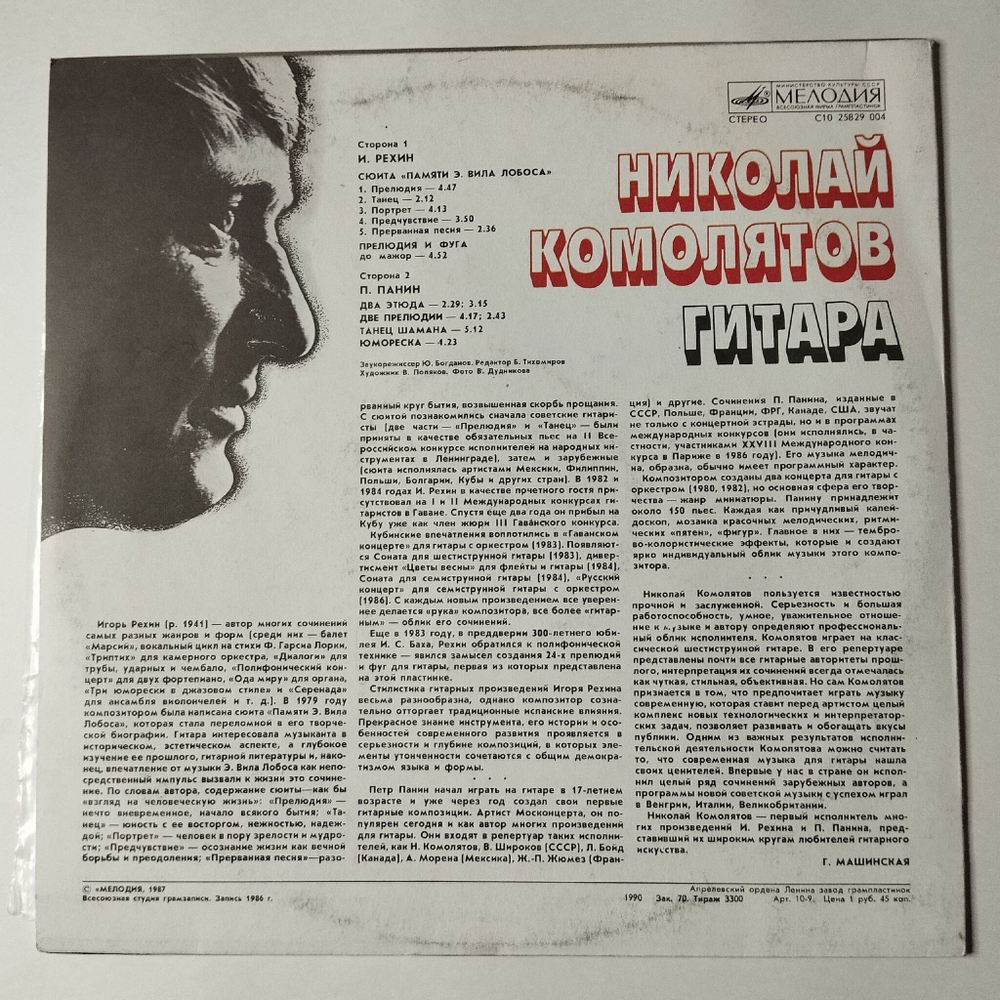 МИНИСТЕРСТВО КУЛЬТУРЫ СССР
МЕЛОДИЯ
ВСЕСОЮЗНАЯ ФИРМА ГРАМПЛАСТИНОК
СТЕРЕО С10 25829 004
НИКОЛАЙ
КОМОЛЯТОВ
ГИТАРА
Сторона 1
И. РЕХИН
СЮИТА «ПАМЯТИ Э. ВИЛА ЛОБОСА»
1. Прелюдия — 4.47
2. Танец — 2.12
3. Портрет — 4.13
4. Предчувствие — 3.50
5. Прерванная песня — 2.36
ПРЕЛЮДИЯ И ФУГА
до мажор — 4.52
Сторона 2
П. ПАНИН
ДВА ЭТЮДА — 2.29; 3.15
ДВЕ ПРЕЛЮДИИ — 4.17; 2.43
ТАНЕЦ ШАМАНА — 5.12
ЮМОРЕСКА — 4.23
Звукорежиссер Ю. Богданов. Редактор Б. Тихомиров
Художник В. Поляков. Фото В. Дудникова
Игорь Рехин (р. 1941) — автор многих сочинений
самых разных жанров и форм (среди них — балет
«Марсий», вокальный цикл на стихи Ф. Гарсиа Лорки,
«Триптих» для камерного оркестра, «Диалоги» для
трубы, ударных и чембало, «Полифонический кон-
церт» для двух фортепиано, «Ода миру» для органа,
«Три юморески в джазовом стиле» и «Серенада»
для ансамбля виолончелей и т. д.). В 1979 году
композитором была написана сюита «Памяти Э. Вила
Лобоса», которая стала переломной в его творче-
ской биографии. Гитара интересовала музыканта в
историческом, эстетическом аспекте, а глубокое
изучение ее прошлого, гитарной литературы и, нако-
нец, впечатление от музыки Э. Вила Лобоса как непо-
средственный импульс вызвали к жизни это сочине-
ние. По словам автора, содержание сюиты—как бы
«взгляд на человеческую жизнь»: «Прелюдия» —
нечто вневременное, начало всякого бытия; «Та-
нец» — юность с ее восторгом, нежностью, надеж-
дой; «Портрет» — человек в пору зрелости и мудро-
сти; «Предчувствие» — осознание жизни как вечной
борьбы и преодоления; «Прерванная песня»—разо-
рванный круг бытия, возвышенная скорбь прощания.
С сюитой познакомились сначала советские гитари-
сты (две части — «Прелюдия» и «Танец» — были
приняты в качестве обязательных пьес на II Все-
российском конкурсе исполнителей на народных ин-
струментах в Ленинграде), затем и зарубежные
(сюита исполнялась артистами Мексики, Филиппин,
Польши, Болгарии, Кубы и других стран). В 1982 и
1984 годах И. Рехин в качестве почетного гостя при-
сутствовал на I и II Международных конкурсах ги-
таристов в Гаване. Спустя еще два года он прибыл на
Кубу уже как член жюри III Гаванского конкурса.
Кубинские впечатления воплотились в «Гаванском
концерте» для гитары с оркестром (1983). Появляют-
ся Соната для шестиструнной гитары (1983), дивер-
тисмент «Цветы весны» для флейты и гитары (1984),
Соната для семиструнной гитары (1984), «Русский
концерт» для семиструнной гитары с оркестром
(1986). С каждым новым произведением все уверен-
нее делается «рука» композитора, все более «гитар-
ным» — облик его сочинений.
Еще в 1983 году, в преддверии 300-летнего юби-
лея И. С. Баха, Рехин обратился к полифонической
технике — явился замысел создания 24-х прелюдий
и фуг для гитары, первая из которых представлена
на этой пластинке.
Стилистика гитарных произведений Игоря Рехина
весьма разнообразна, однако композитор созна-
тельно отторгает традиционные испанские влияния.
Прекрасное знание инструмента, его истории и осо-
бенностей современного развития проявляется в
серьезности и глубине композиций, в которых эле-
менты утонченности сочетаются с общим демокра-
тизмом языка и формы.
. . .
Петр Панин начал играть на гитаре в 17-летнем
возрасте и уже через год создал свои первые
гитарные композиции. Артист Москонцерта, он по-
пулярен сегодня и как автор многих произведений
для гитары. Они входят в репертуар таких исполни-
телей, как Н. Комолятов, В. Широков (СССР), Л. Бойд
(Канада), А. Морена (Мексика), Ж.-П. Жюмез (Фран-
ция) и другие. Сочинения П. Панина, изданные в
СССР, Польше, Франции, ФРГ, Канаде, США, звучат
не только с концертной эстрады, но и в программах
международных конкурсов (они исполнялись, в ча-
стности, участниками XXVIII Международного кон-
курса в Париже в 1986 году). Его музыка мелодич-
на, образна, обычно имеет программный характер.
Композитором созданы два концерта для гитары с
оркестром (1980, 1982), но основная сфера его твор-
чества — жанр миниатюры. Панину принадлежит
около 150 пьес. Каждая как причудливый калей-
доскоп, мозаика красочных мелодических, ритми-
ческих «пятен», «фигур». Главное в них — тембро-
во-колористические эффекты, которые и создают
ярко индивидуальный облик музыки этого компо-
зитора.
. . .
Николай Комолятов пользуется известностью
прочной и заслуженной. Серьезность и большая
работоспособность, умное, уважительное отноше-
ние к музыке и автору определяют профессиональ-
ный облик исполнителя. Комолятов играет на клас-
сической шестиструнной гитаре. В его репертуаре
представлены почти все гитарные авторитеты прош-
лого, интерпретация их сочинений всегда отмечалась
как чуткая, стильная, объективная. Но сам Комолятов
признается в том, что предпочитает играть музыку
современную, которая ставит перед артистом целый
комплекс новых технологических и интерпретатор-
ских задач, позволяет развивать и обогащать вкусы
публики. Одним из важных результатов исполни-
тельской деятельности Комолятова можно считать
то, что современная музыка для гитары нашла
своих ценителей. Впервые у нас в стране он испол-
нил целый ряд сочинений зарубежных авторов, а
программы новой советской музыки с успехом играл
в Венгрии, Италии, Великобритании.
Николай Комолятов — первый исполнитель мно-
гих произведений И. Рехина и П. Панина, пред-
ставивший их широким кругам любителей гитарного
искусства.
Г. МАШИНСКАЯ
© «МЕЛОДИЯ, 1987
Всесоюзная студия грамзаписи. Запись 1986 г.
Апрелевский ордена Ленина завод грампластинок
1990 Зак. 70. Тираж 3300 Арт. 10-9. Цена 1 руб. 45 коп.